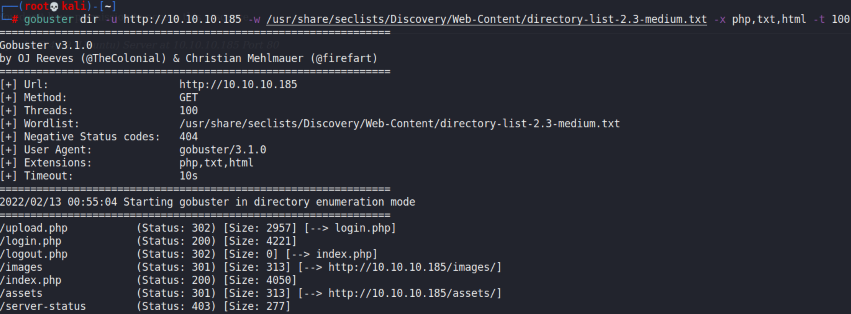 ┌──(root💀kali)-[~]
└─# gobuster dir -u http://10.10.10.185 -w /usr/share/seclists/Discovery/Web-Content/directory-list-2.3-medium.txt -x php,txt,html -t 100
===============================================================
Gobuster v3.1.0
by OJ Reeves (@TheColonial) & Christian Mehlmauer (@firefart)
===============================================================
[+] Url:                     http://10.10.10.185
[+] Method:                  GET
[+] Threads:                 100
[+] Wordlist:                /usr/share/seclists/Discovery/Web-Content/directory-list-2.3-medium.txt
[+] Negative Status codes:   404
[+] User Agent:              gobuster/3.1.0
[+] Extensions:              php,txt,html
[+] Timeout:                 10s
===============================================================
2022/02/13 00:55:04 Starting gobuster in directory enumeration mode
===============================================================
/upload.php           (Status: 302) [Size: 2957] [--> login.php]
/login.php            (Status: 200) [Size: 4221]
/logout.php           (Status: 302) [Size: 0] [--> index.php]
/images               (Status: 301) [Size: 313] [--> http://10.10.10.185/images/]
/index.php            (Status: 200) [Size: 4050]
/assets               (Status: 301) [Size: 313] [--> http://10.10.10.185/assets/]
/server-status        (Status: 403) [Size: 277]